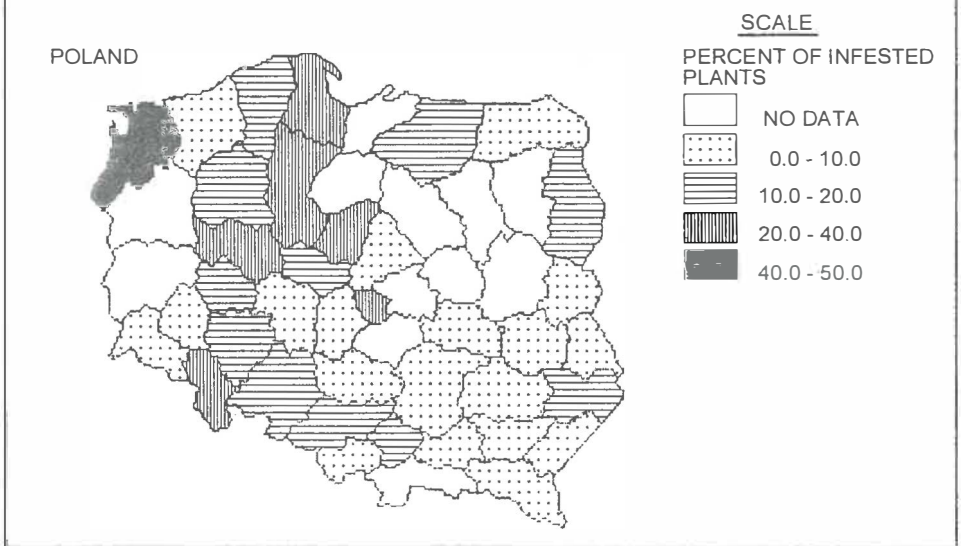 POLAND
SCALE
PERCENT OF INFESTED
PLANTS
NO DATA
0.0 - 10.0
10.0 - 20.0
20.0 - 40.0
40.0 - 50.0